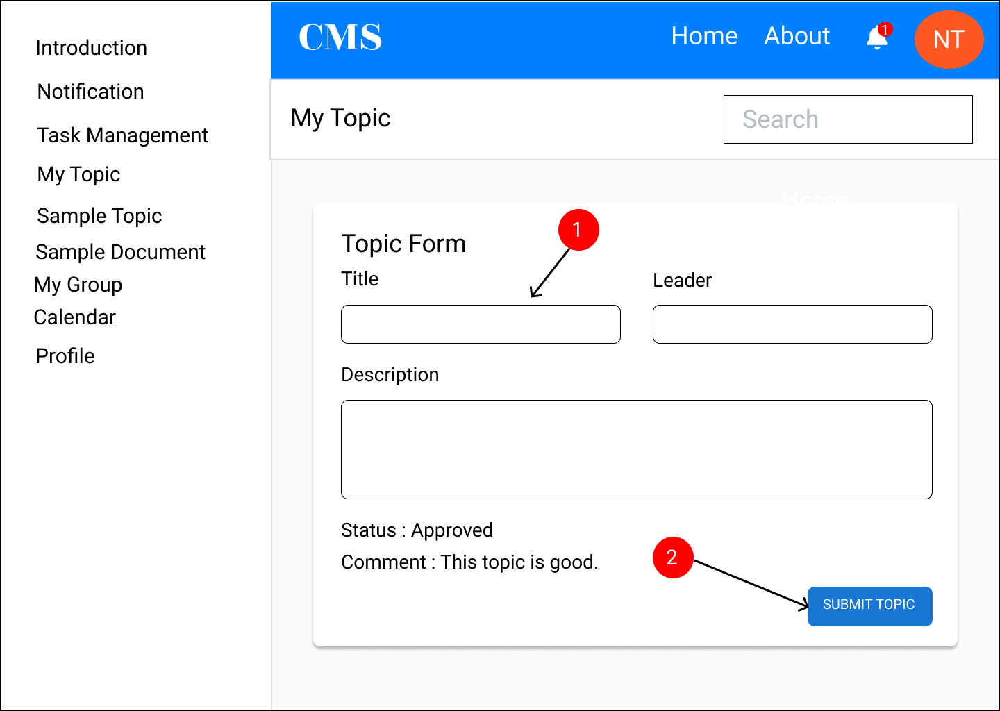 Introduction
Notification
Task Management
My Topic
Sample Topic
Sample Document
My Group
Calendar
Profile
CMS
Home About 1 NT
My Topic
Search
Home
1
Topic Form
Title Leader
Description
Status : Approved
Comment : This topic is good.
2
SUBMIT TOPIC